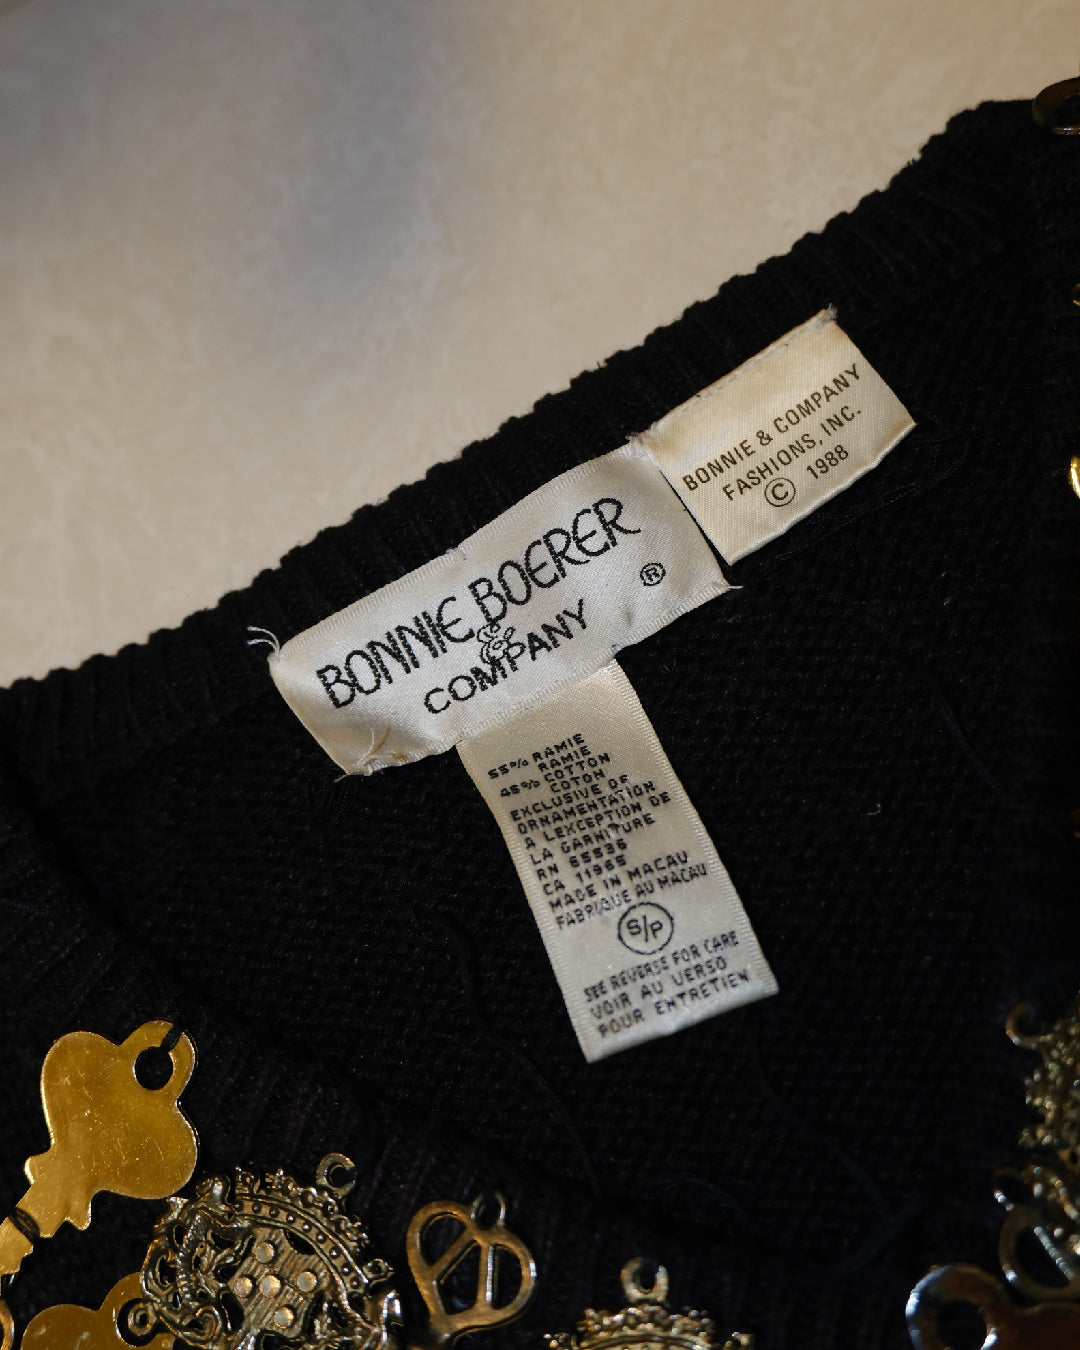 BONNIE BOERER
&
COMPANY ®
BONNIE & COMPANY
FASHIONS, INC.
© 1988
55% RAMIE
RAMIE
45% COTTON
COTON
EXCLUSIVE OF
ORNAMENTATION
A L'EXCEPTION DE
LA GARNITURE
RN 65535
CA 11965
MADE IN MACAU
FABRIQUE AU MACAU
S/P
SEE REVERSE FOR CARE
VOIR AU VERSO
POUR ENTRETIEN